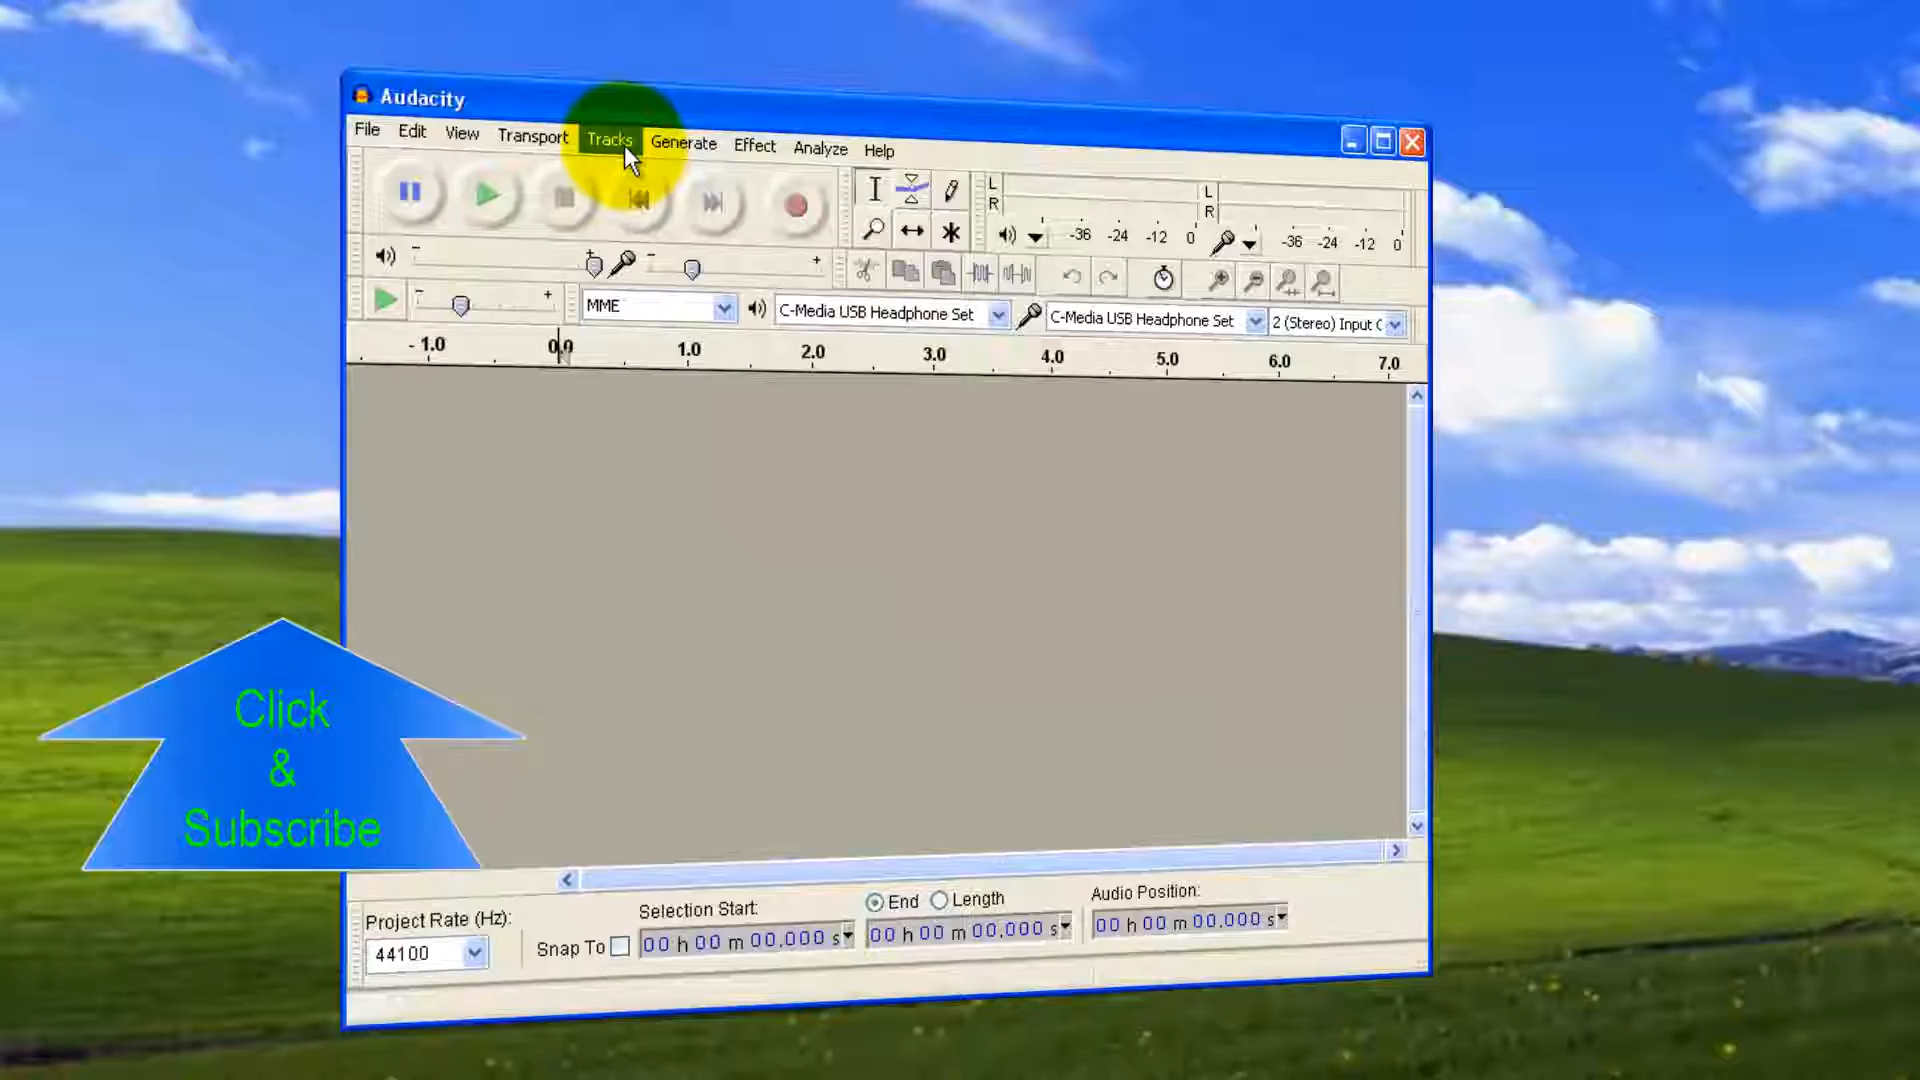 Audacity
File Edit View Transport Tracks Generate Effect Analyze Help
L
R
-36 -24 -12 0
L
R
-36 -24 -12 0
MME
C-Media USB Headphone Set
C-Media USB Headphone Set
2 (Stereo) Input C
- 1.0 0.0 1.0 2.0 3.0 4.0 5.0 6.0 7.0
Click
&
Subscribe
Project Rate (Hz):
44100
Snap To
Selection Start:
00 h 00 m 00.000 s
End Length
00 h 00 m 00.000 s
Audio Position:
00 h 00 m 00.000 s